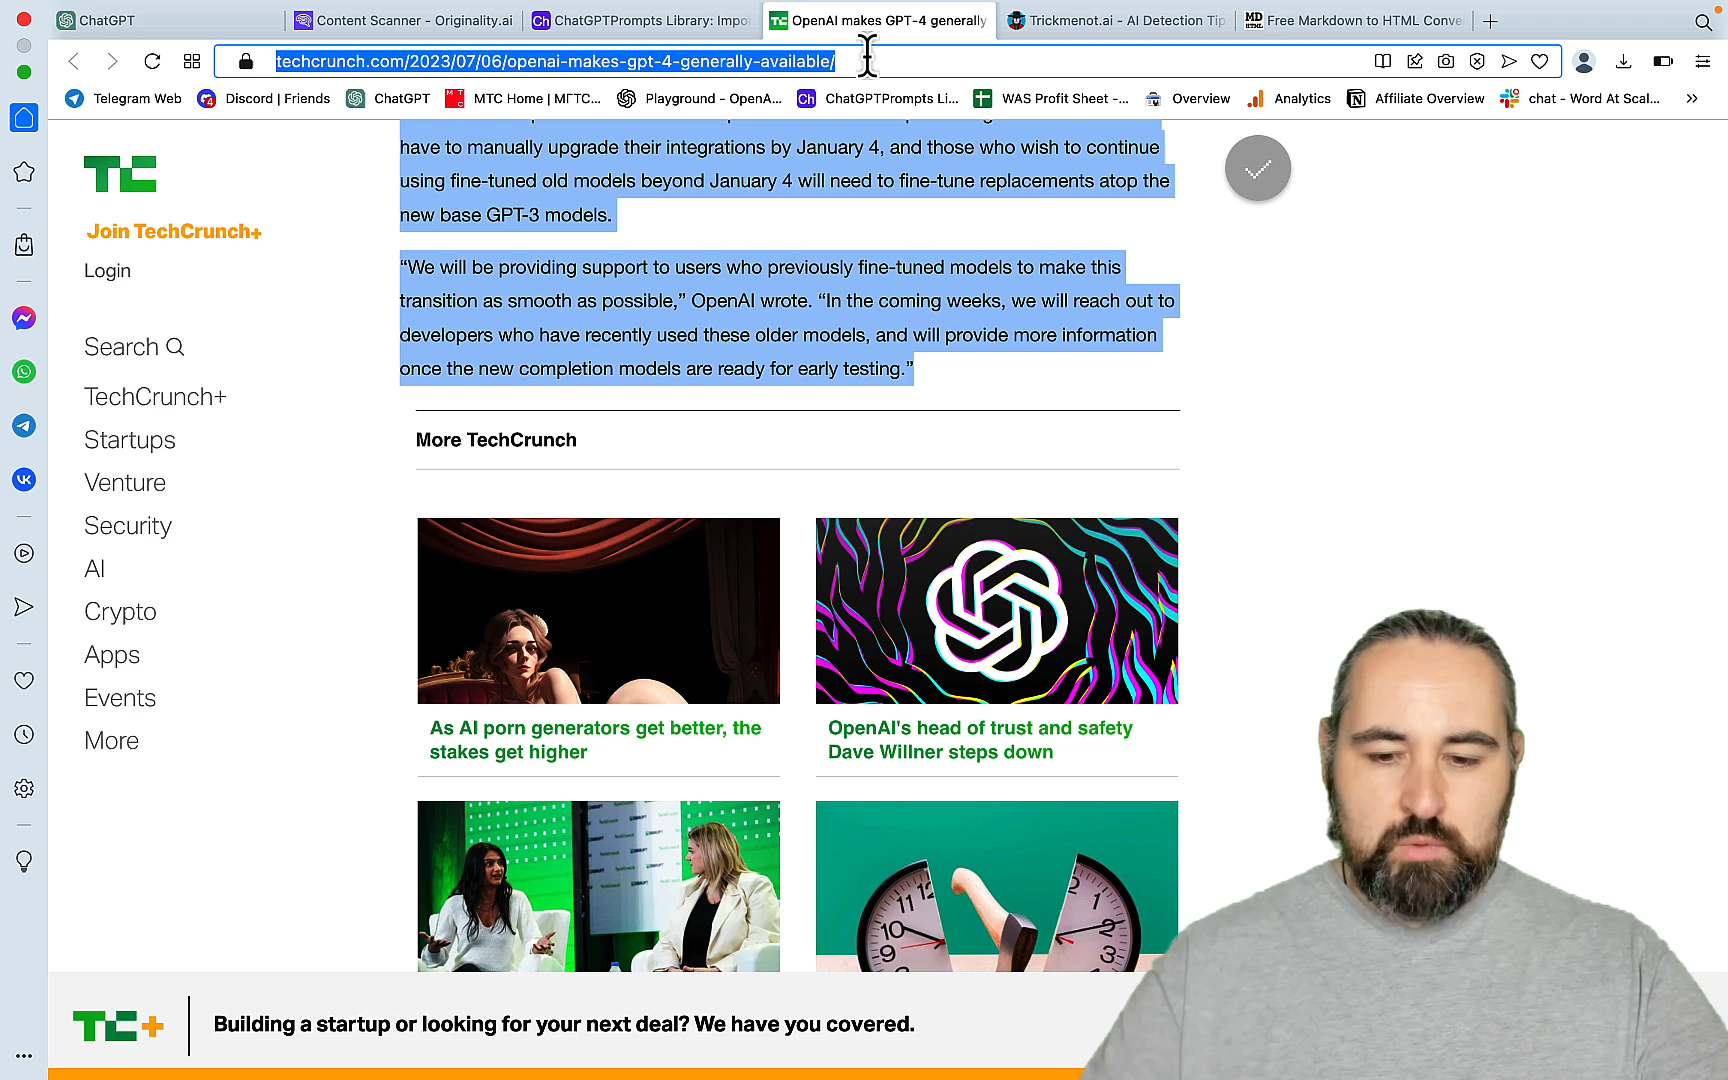 ChatGPT
Content Scanner - Originality.ai
ChatGPTPrompts Library: Impo
OpenAI makes GPT-4 generally
Trickmenot.ai - AI Detection Tip
Free Markdown to HTML Conve
techcrunch.com/2023/07/06/openai-makes-gpt-4-generally-available/
Telegram Web
Discord | Friends
ChatGPT
МТС Home | МГТС...
Playground - OpenA...
ChatGPTPrompts Li...
WAS Profit Sheet -...
Overview
Analytics
Affiliate Overview
chat - Word At Scal...
have to manually upgrade their integrations by January 4, and those who wish to continue
using fine-tuned old models beyond January 4 will need to fine-tune replacements atop the
new base GPT-3 models.
“We will be providing support to users who previously fine-tuned models to make this
transition as smooth as possible,” OpenAI wrote. “In the coming weeks, we will reach out to
developers who have recently used these older models, and will provide more information
once the new completion models are ready for early testing.”
Join TechCrunch+
Login
Search
TechCrunch+
Startups
Venture
Security
AI
Crypto
Apps
Events
More
More TechCrunch
As AI porn generators get better, the
stakes get higher
OpenAI's head of trust and safety
Dave Willner steps down
Building a startup or looking for your next deal? We have you covered.